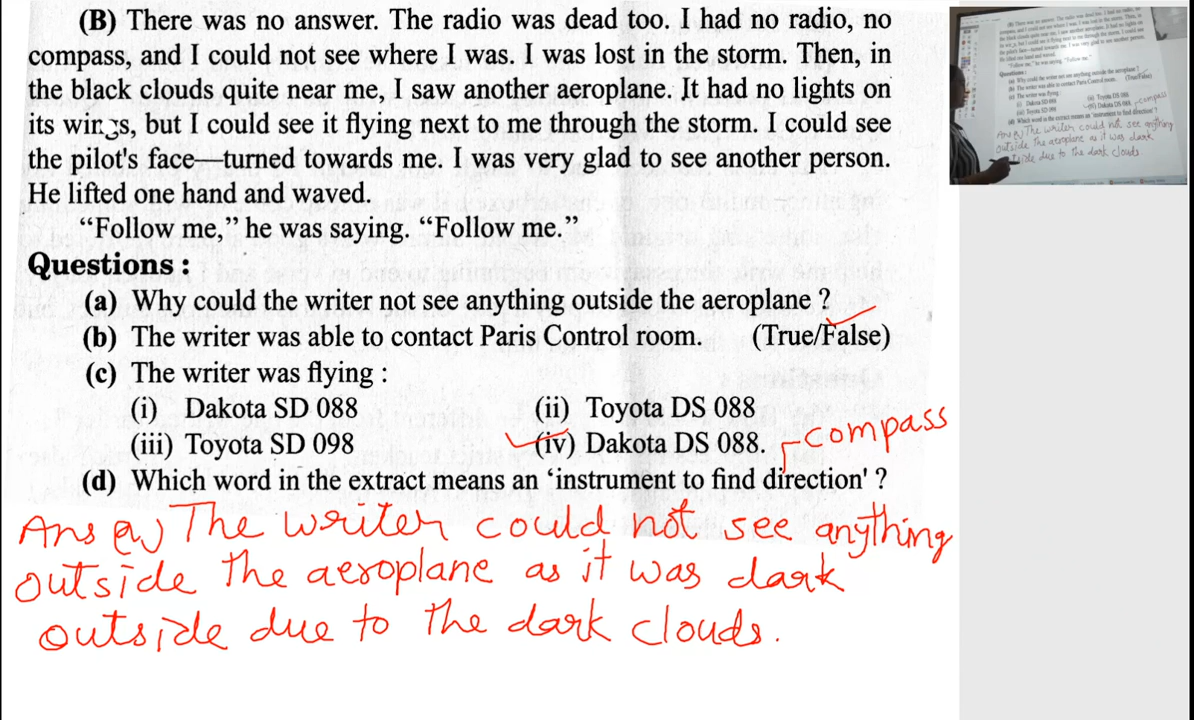 (B) There was no answer. The radio was dead too. I had no radio, no
compass, and I could not see where I was. I was lost in the storm. Then, in
the black clouds quite near me, I saw another aeroplane. It had no lights on
its wings, but I could see it flying next to me through the storm. I could see
the pilot's face—turned towards me. I was very glad to see another person.
He lifted one hand and waved.
‘Follow me,” he was saying. “Follow me.”
Questions :
(a) Why could the writer not see anything outside the aeroplane ?
(b) The writer was able to contact Paris Control room. (True/False)
(c) The writer was flying :
(i) Dakota SD 088 (ii) Toyota DS 088
(iii) Toyota SD 098 (iv) Dakota DS 088. compass
(d) Which word in the extract means an ‘instrument to find direction' ?
Ans a) The writer could not see anything
outside the aeroplane as it was dark
outside due to the dark clouds.